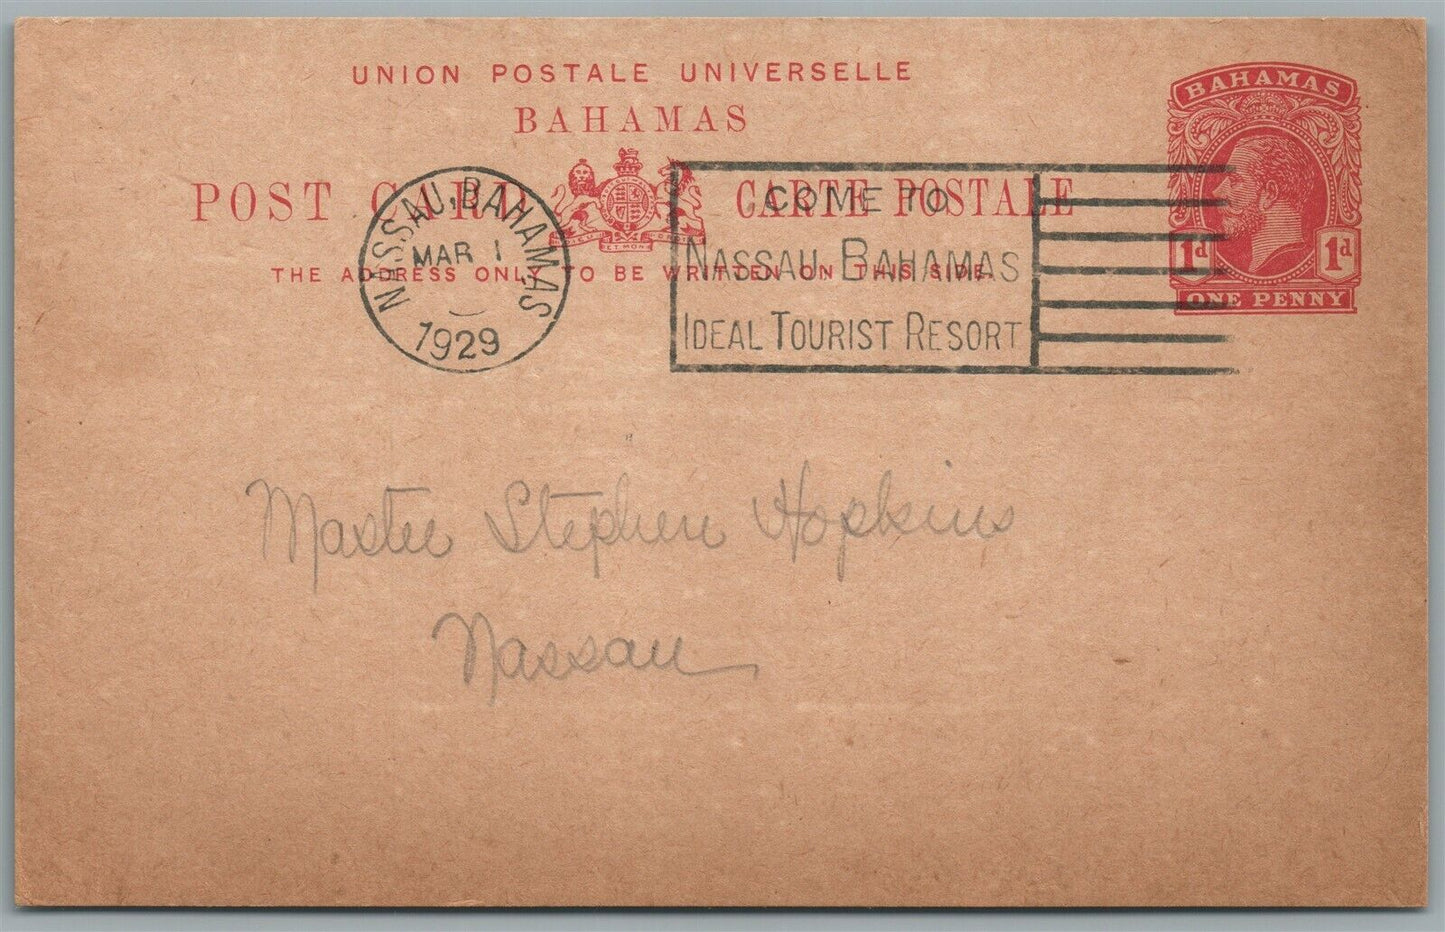 UNION POSTALE UNIVERSELLE
BAHAMAS
POST CARD CARTE POSTALE
THE ADDRESS ONLY TO BE WRITTEN ON THIS SIDE.
BAHAMAS
1d 1d
ONE PENNY
NASSAU, BAHAMAS
MAR 1
1929
COME TO
NASSAU BAHAMAS
IDEAL TOURIST RESORT
Master Stephen Hopkins
Nassau